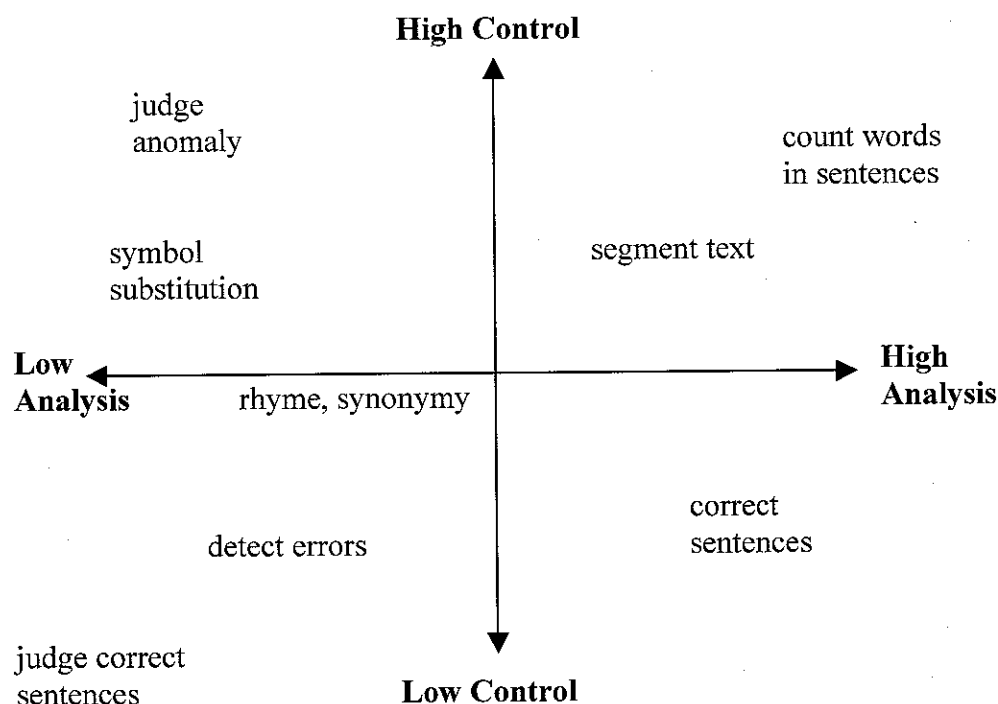 High Control
judge
anomaly
count words
in sentences
symbol
substitution
segment text
Low
Analysis
High
Analysis
rhyme, synonymy
correct
sentences
detect errors
judge correct
sentences
Low Control